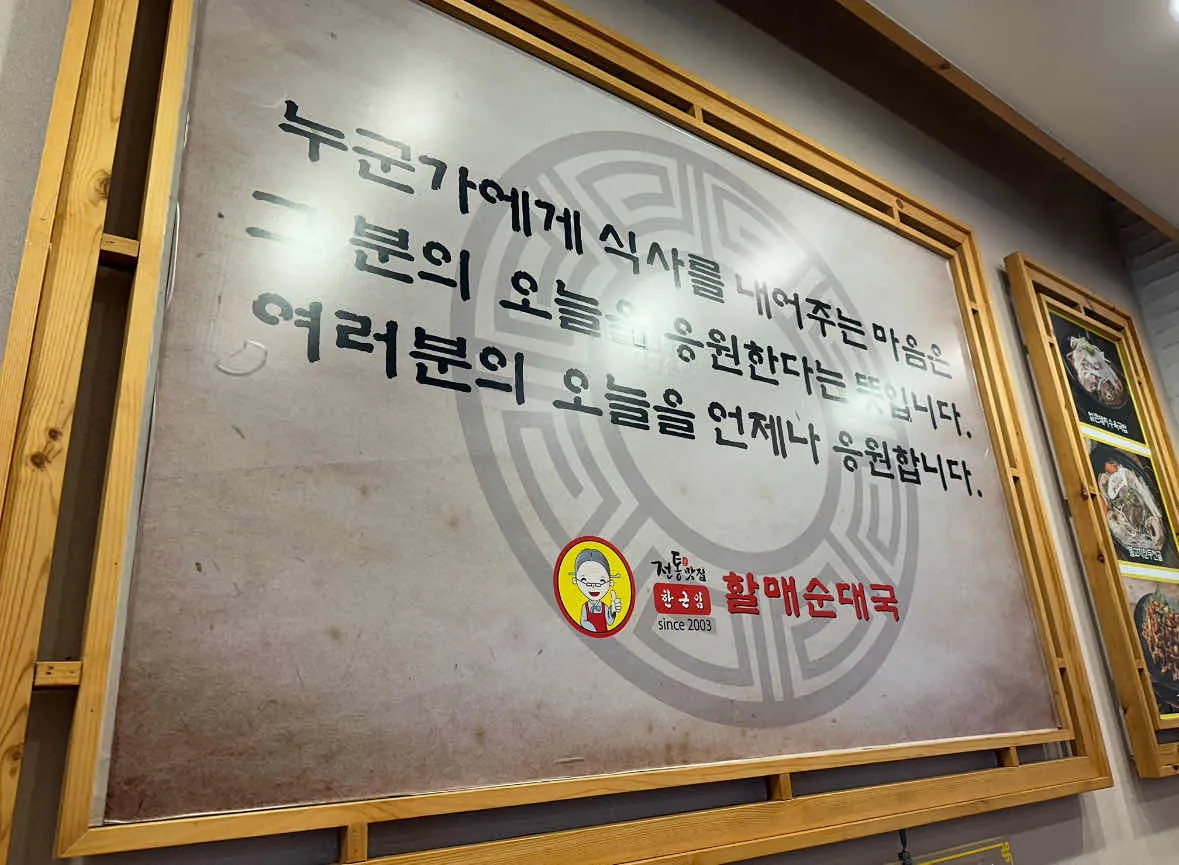 누군가에게 식사를 내어주는 마음은
그 분의 오늘을 응원한다는 뜻입니다.
여러분의 오늘을 언제나 응원합니다.
전통맛집
한근임
since 2003
활매순대국